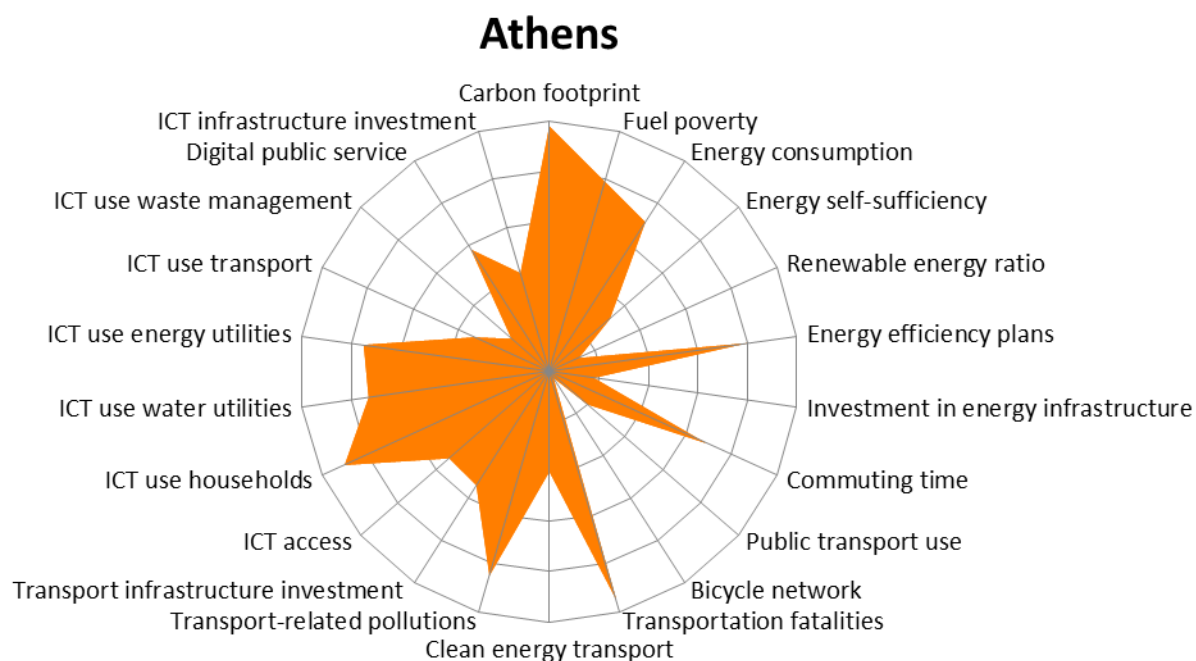 Athens
Carbon footprint
ICT infrastructure investment
Fuel poverty
Digital public service
Energy consumption
ICT use waste management
Energy self-sufficiency
ICT use transport
Renewable energy ratio
ICT use energy utilities
Energy efficiency plans
ICT use water utilities
Investment in energy infrastructure
ICT use households
Commuting time
ICT access
Public transport use
Transport infrastructure investment
Bicycle network
Transport-related pollutions
Transportation fatalities
Clean energy transport